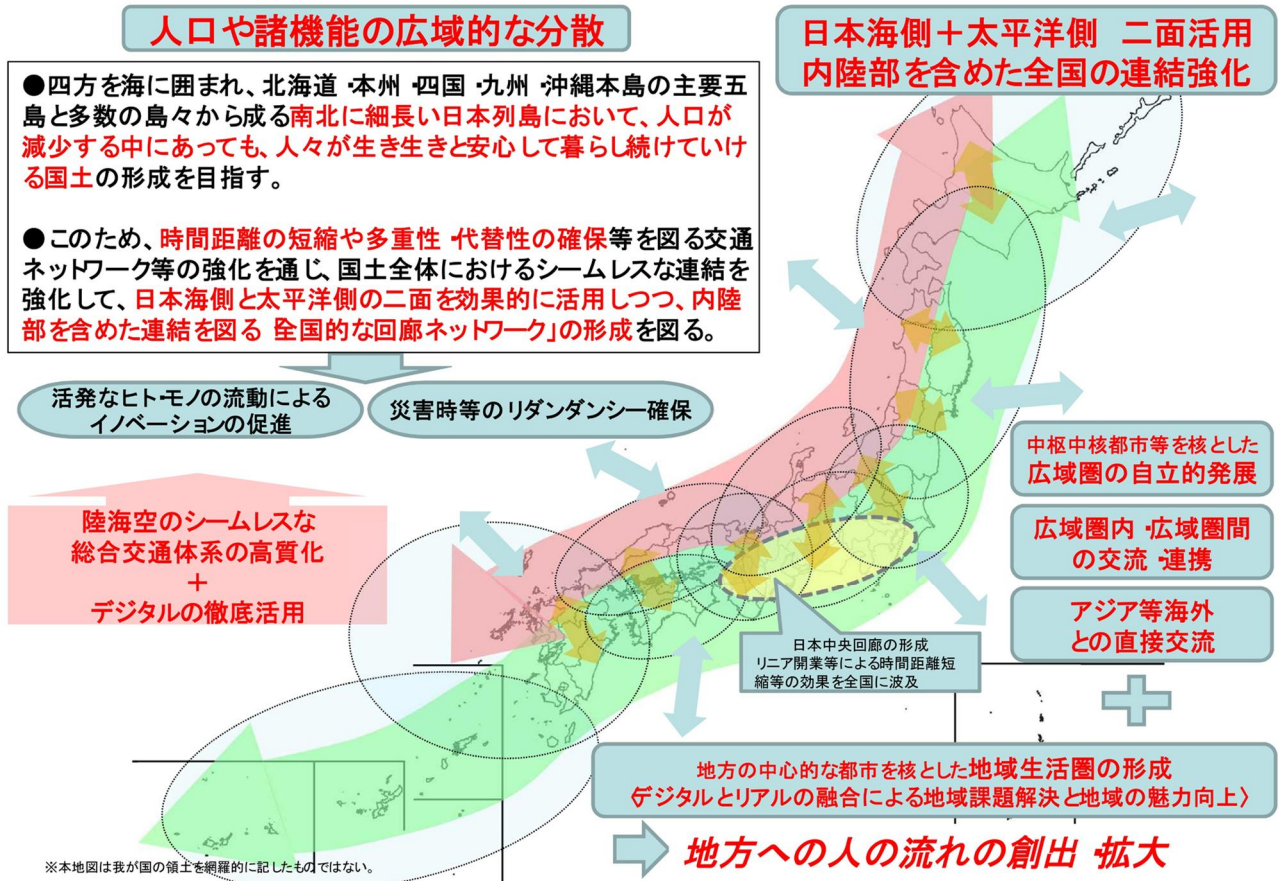 人口や諸機能の広域的な分散
日本海側＋太平洋側 二面活用
内陸部を含めた全国の連結強化
●四方を海に囲まれ、北海道・本州・四国・九州・沖縄本島の主要五
島と多数の島々から成る南北に細長い日本列島において、人口が
減少する中にあっても、人々が生き生きと安心して暮らし続けていけ
る国土の形成を目指す。
●このため、時間距離の短縮や多重性・代替性の確保等を図る交通
ネットワーク等の強化を通じ、国土全体におけるシームレスな連結を
強化して、日本海側と太平洋側の二面を効果的に活用しつつ、内陸
部を含めた連結を図る「全国的な回廊ネットワーク」の形成を図る。
活発なヒト・モノの流動による
イノベーションの促進
災害時等のリダンダンシー確保
陸海空のシームレスな
総合交通体系の高質化
＋
デジタルの徹底活用
中枢中核都市等を核とした
広域圏の自立的発展
広域圏内・広域圏間
の交流・連携
アジア等海外
との直接交流
日本中央回廊の形成
リニア開業等による時間距離短
縮等の効果を全国に波及
地方の中心的な都市を核とした地域生活圏の形成
〈デジタルとリアルの融合による地域課題解決と地域の魅力向上〉
地方への人の流れの創出・拡大
※本地図は我が国の領土を網羅的に記したものではない。